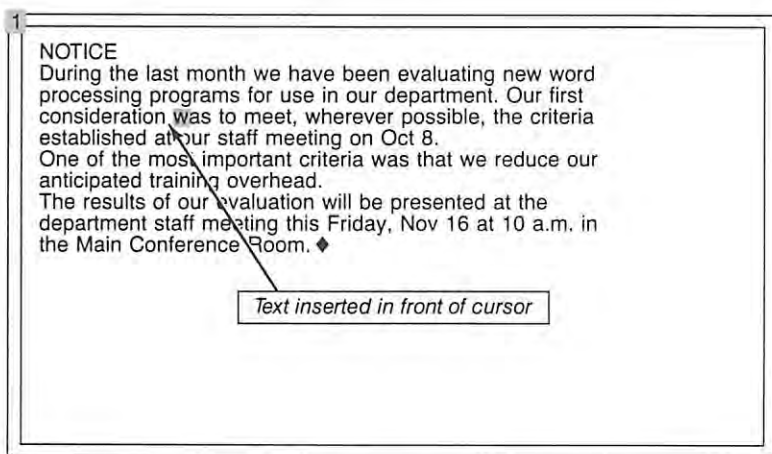 1
NOTICE
During the last month we have been evaluating new word
processing programs for use in our department. Our first
consideration was to meet, wherever possible, the criteria
established at our staff meeting on Oct 8.
One of the most important criteria was that we reduce our
anticipated training overhead.
The results of our evaluation will be presented at the
department staff meeting this Friday, Nov 16 at 10 a.m. in
the Main Conference Room. ♦
Text inserted in front of cursor